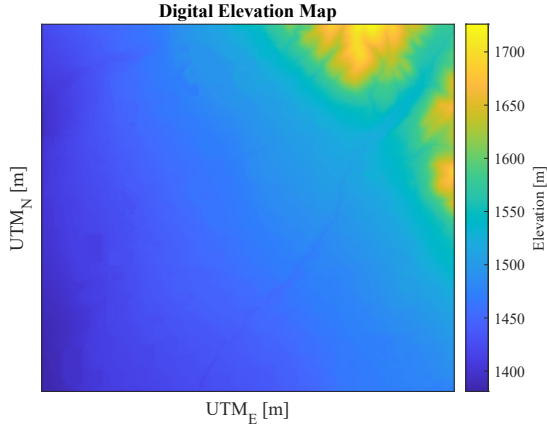 Digital Elevation Map
UTM_N [m]
UTM_E [m]
1700
1650
1600
1550
1500
1450
1400
Elevation [m]